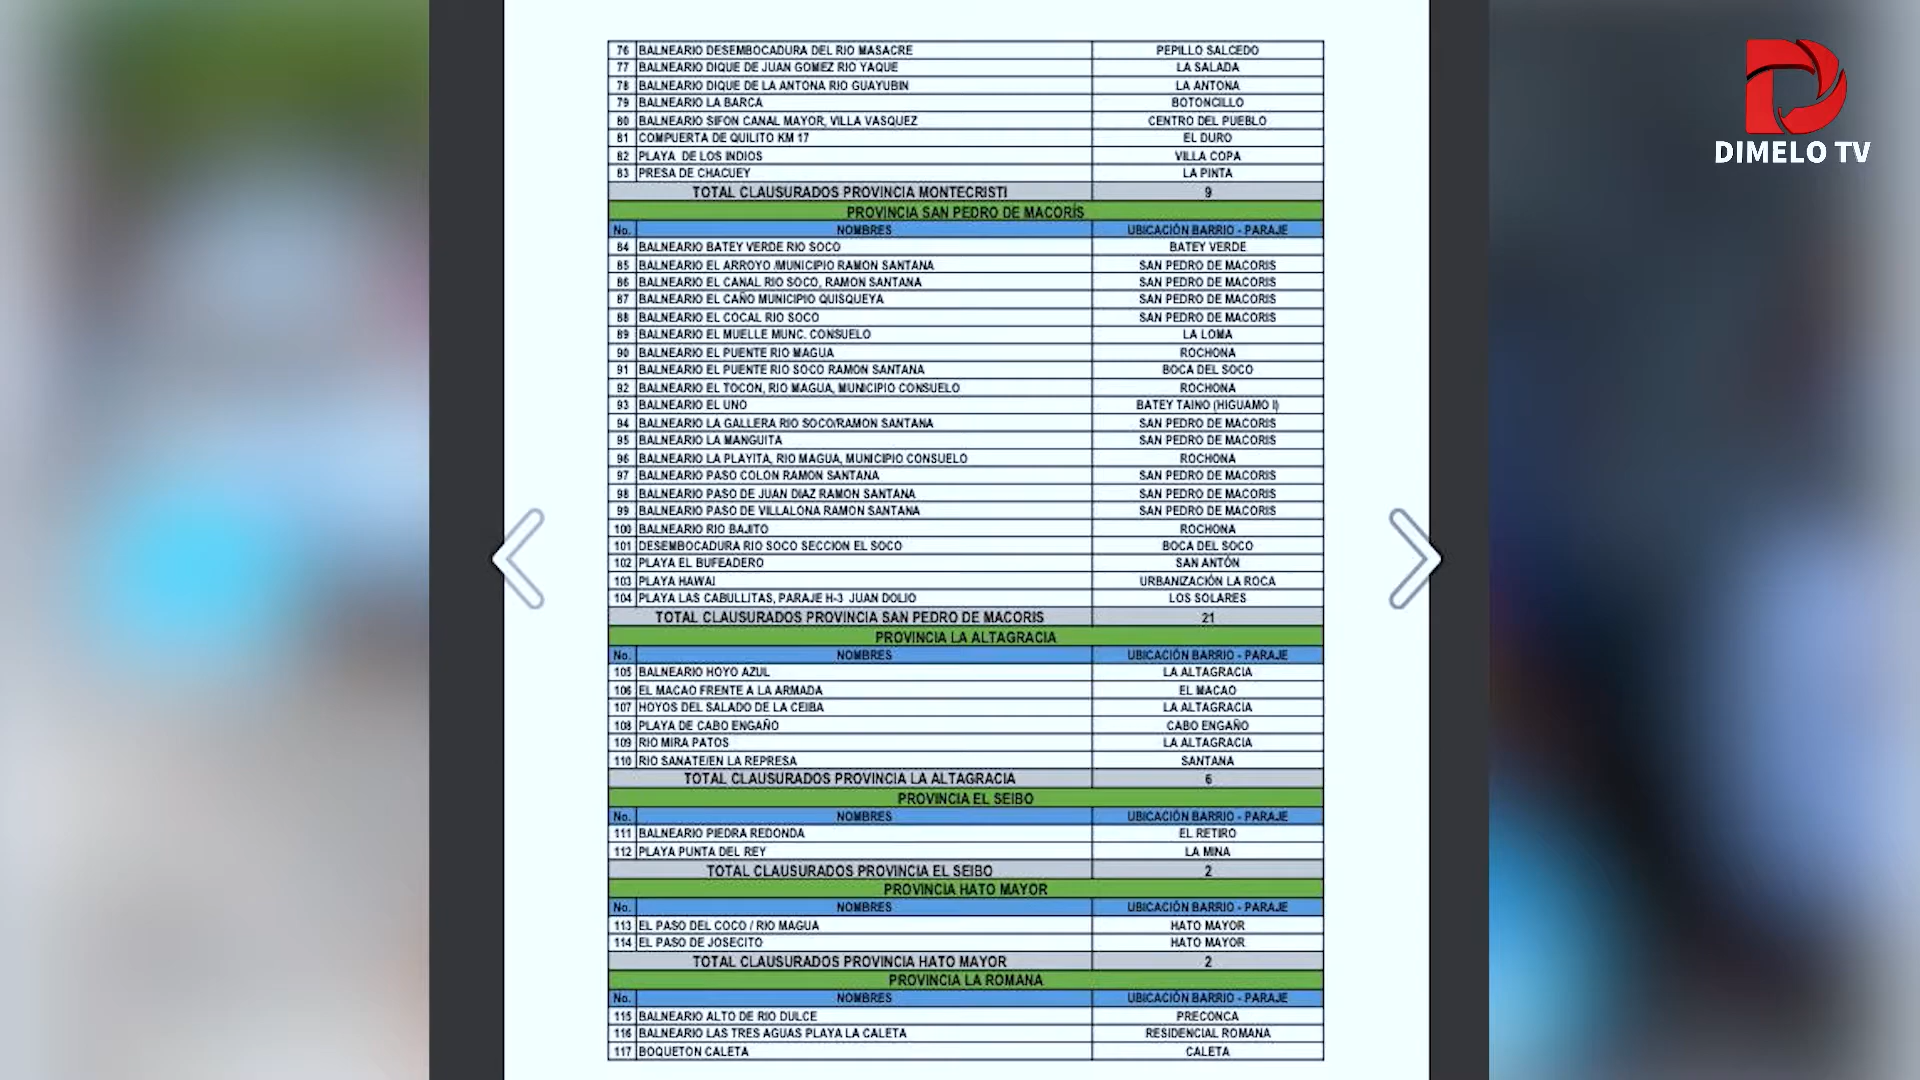 76 BALNEARIO DESEMBOCADURA DEL RIO MASACRE PEPILLO SALCEDO
77 BALNEARIO DIQUE DE JUAN GOMEZ RIO YAQUE LA SALADA
78 BALNEARIO DIQUE DE LA ANTONA RIO GUAYUBIN LA ANTONA
79 BALNEARIO LA BARCA BOTONCILLO
80 BALNEARIO SIFON CANAL MAYOR, VILLA VASQUEZ CENTRO DEL PUEBLO
81 COMPUERTA DE QUILITO KM 17 EL DURO
82 PLAYA DE LOS INDIOS VILLA COPA
83 PRESA DE CHACUEY LA PINTA
TOTAL CLAUSURADOS PROVINCIA MONTECRISTI 9
PROVINCIA SAN PEDRO DE MACORÍS
No. NOMBRES UBICACIÓN BARRIO - PARAJE
84 BALNEARIO BATEY VERDE RIO SOCO BATEY VERDE
85 BALNEARIO EL ARROYO /MUNICIPIO RAMON SANTANA SAN PEDRO DE MACORIS
86 BALNEARIO EL CANAL RIO SOCO, RAMON SANTANA SAN PEDRO DE MACORIS
87 BALNEARIO EL CAÑO MUNICIPIO QUISQUEYA SAN PEDRO DE MACORIS
88 BALNEARIO EL COCAL RIO SOCO SAN PEDRO DE MACORIS
89 BALNEARIO EL MUELLE MUNC. CONSUELO LA LOMA
90 BALNEARIO EL PUENTE RIO MAGUA ROCHONA
91 BALNEARIO EL PUENTE RIO SOCO RAMON SANTANA BOCA DEL SOCO
92 BALNEARIO EL TOCON, RIO MAGUA, MUNICIPIO CONSUELO ROCHONA
93 BALNEARIO EL UNO BATEY TAINO (HIGUAMO I)
94 BALNEARIO LA GALLERA RIO SOCO/RAMON SANTANA SAN PEDRO DE MACORIS
95 BALNEARIO LA MANGUITA SAN PEDRO DE MACORIS
96 BALNEARIO LA PLAYITA, RIO MAGUA, MUNICIPIO CONSUELO ROCHONA
97 BALNEARIO PASO COLON RAMON SANTANA SAN PEDRO DE MACORIS
98 BALNEARIO PASO DE JUAN DIAZ RAMON SANTANA SAN PEDRO DE MACORIS
99 BALNEARIO PASO DE VILLALONA RAMON SANTANA SAN PEDRO DE MACORIS
100 BALNEARIO RIO BAJITO ROCHONA
101 DESEMBOCADURA RIO SOCO SECCION EL SOCO BOCA DEL SOCO
102 PLAYA EL BUFEADERO SAN ANTÓN
103 PLAYA HAWAI URBANIZACIÓN LA ROCA
104 PLAYA LAS CABULLITAS, PARAJE H-3 JUAN DOLIO LOS SOLARES
TOTAL CLAUSURADOS PROVINCIA SAN PEDRO DE MACORIS 21
PROVINCIA LA ALTAGRACIA
No. NOMBRES UBICACIÓN BARRIO - PARAJE
105 BALNEARIO HOYO AZUL LA ALTAGRACIA
106 EL MACAO FRENTE A LA ARMADA EL MACAO
107 HOYOS DEL SALADO DE LA CEIBA LA ALTAGRACIA
108 PLAYA DE CABO ENGAÑO CABO ENGAÑO
109 RIO MIRA PATOS LA ALTAGRACIA
110 RIO SANATE/EN LA REPRESA SANTANA
TOTAL CLAUSURADOS PROVINCIA LA ALTAGRACIA 6
PROVINCIA EL SEIBO
No. NOMBRES UBICACIÓN BARRIO - PARAJE
111 BALNEARIO PIEDRA REDONDA EL RETIRO
112 PLAYA PUNTA DEL REY LA MINA
TOTAL CLAUSURADOS PROVINCIA EL SEIBO 2
PROVINCIA HATO MAYOR
No. NOMBRES UBICACIÓN BARRIO - PARAJE
113 EL PASO DEL COCO / RIO MAGUA HATO MAYOR
114 EL PASO DE JOSECITO HATO MAYOR
TOTAL CLAUSURADOS PROVINCIA HATO MAYOR 2
PROVINCIA LA ROMANA
No. NOMBRES UBICACIÓN BARRIO - PARAJE
115 BALNEARIO ALTO DE RIO DULCE PRECONCA
116 BALNEARIO LAS TRES AGUAS PLAYA LA CALETA RESIDENCIAL ROMANA
117 BOQUETON CALETA CALETA
DIMELO TV